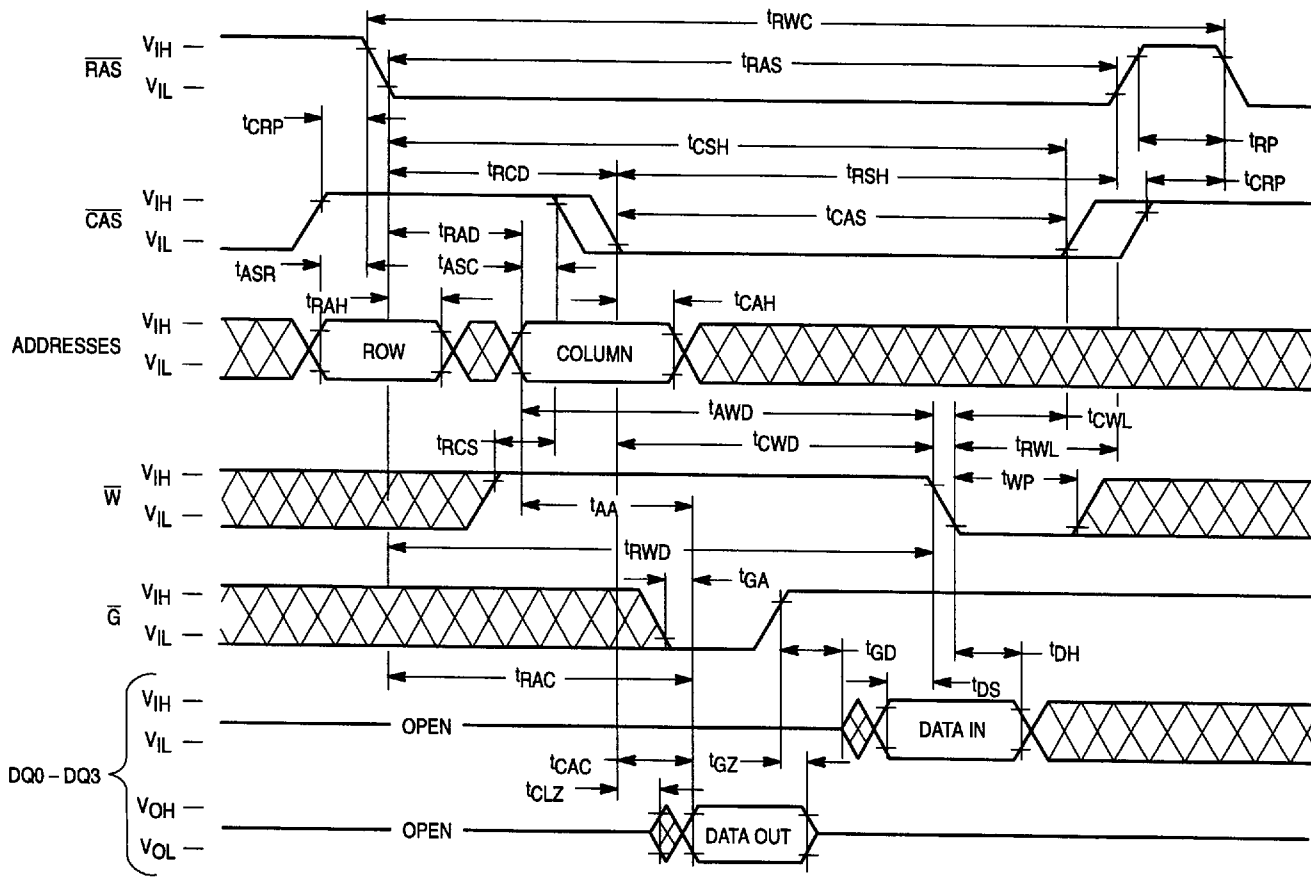 tRWC
VIH
RAS
tRAS
VIL
tCRP
tCSH
tRP
tRCD
tRSH
tCRP
VIH
CAS
tCAS
VIL
tRAD
tASR
tASC
tRAH
tCAH
VIH
ADDRESSES
ROW
COLUMN
VIL
tAWD
tCWL
tRCS
tCWD
tRWL
VIH
W
tWP
VIL
tAA
tRWD
tGA
VIH
G
VIL
tGD
tDH
tRAC
tDS
VIH
OPEN
DATA IN
VIL
DQ0 – DQ3
tCAC
tGZ
tCLZ
VOH
OPEN
DATA OUT
VOL